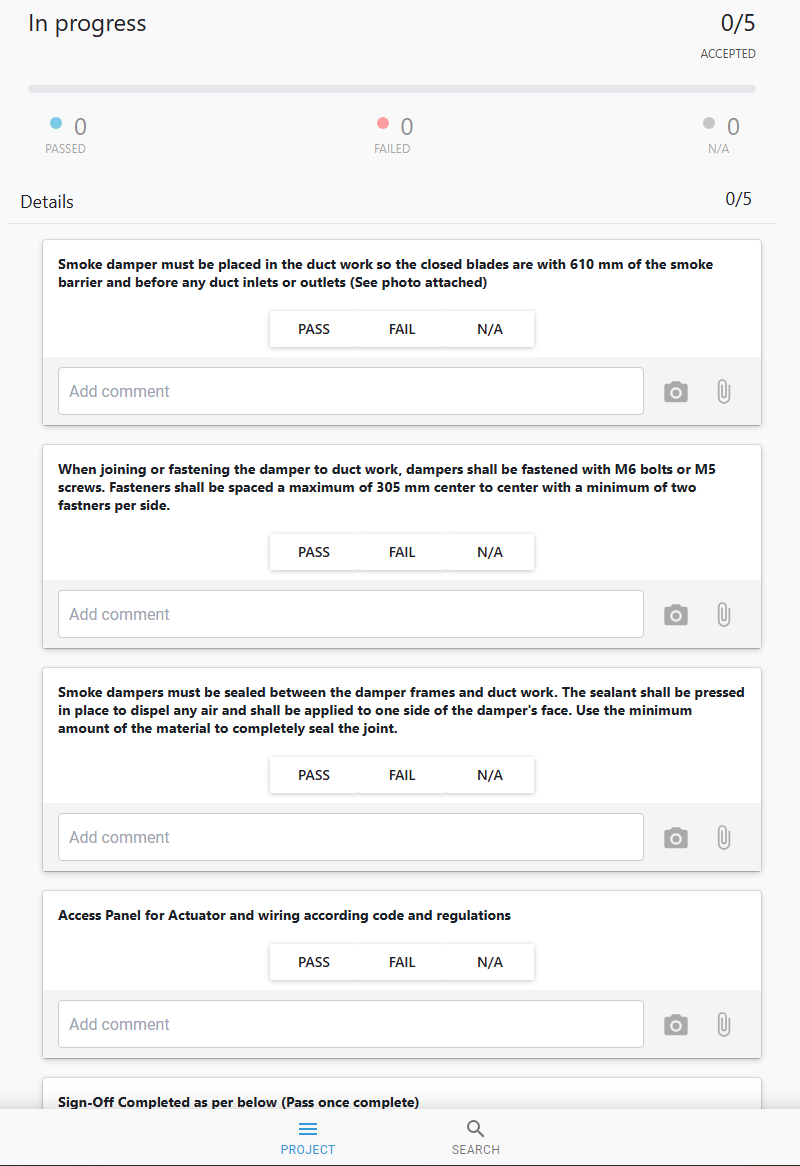 In progress
0/5
ACCEPTED
0
PASSED
0
FAILED
0
N/A
Details
0/5
Smoke damper must be placed in the duct work so the closed blades are with 610 mm of the smoke
barrier and before any duct inlets or outlets (See photo attached)
PASS FAIL N/A
Add comment
When joining or fastening the damper to duct work, dampers shall be fastened with M6 bolts or M5
screws. Fasteners shall be spaced a maximum of 305 mm center to center with a minimum of two
fastners per side.
PASS FAIL N/A
Add comment
Smoke dampers must be sealed between the damper frames and duct work. The sealant shall be pressed
in place to dispel any air and shall be applied to one side of the damper's face. Use the minimum
amount of the material to completely seal the joint.
PASS FAIL N/A
Add comment
Access Panel for Actuator and wiring according code and regulations
PASS FAIL N/A
Add comment
Sign-Off Completed as per below (Pass once complete)
PROJECT SEARCH